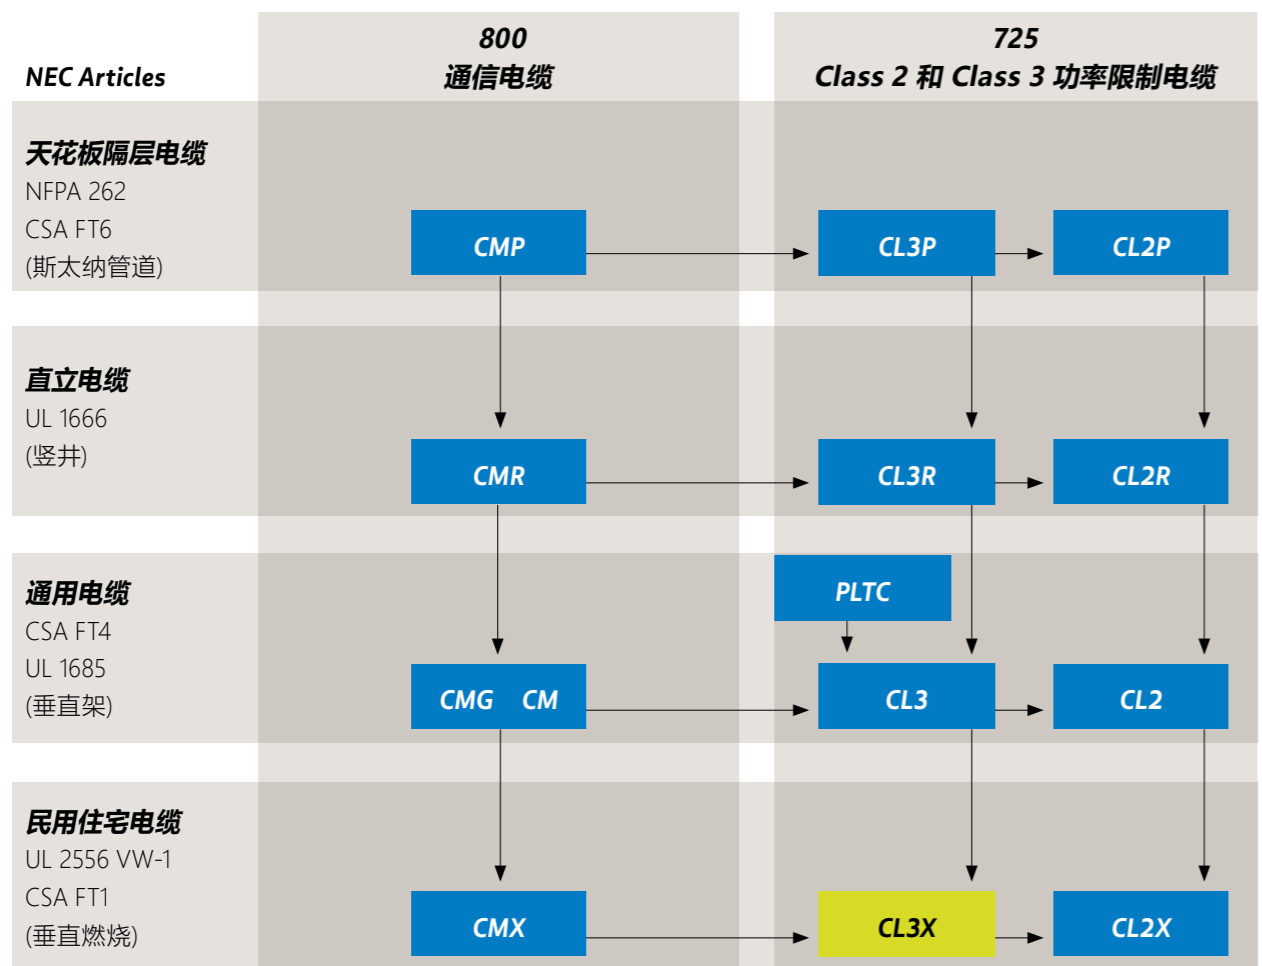 800
725
NEC Articles
通信电缆
Class 2 和 Class 3 功率限制电缆
天花板隔层电缆
NFPA 262
CSA FT6
(斯太纳管道)
CMP
CL3P
CL2P
直立电缆
UL 1666
(竖井)
CMR
CL3R
CL2R
通用电缆
CSA FT4
UL 1685
(垂直架)
PLTC
CMG CM
CL3
CL2
民用住宅电缆
UL 2556 VW-1
CSA FT1
(垂直燃烧)
CMX
CL3X
CL2X